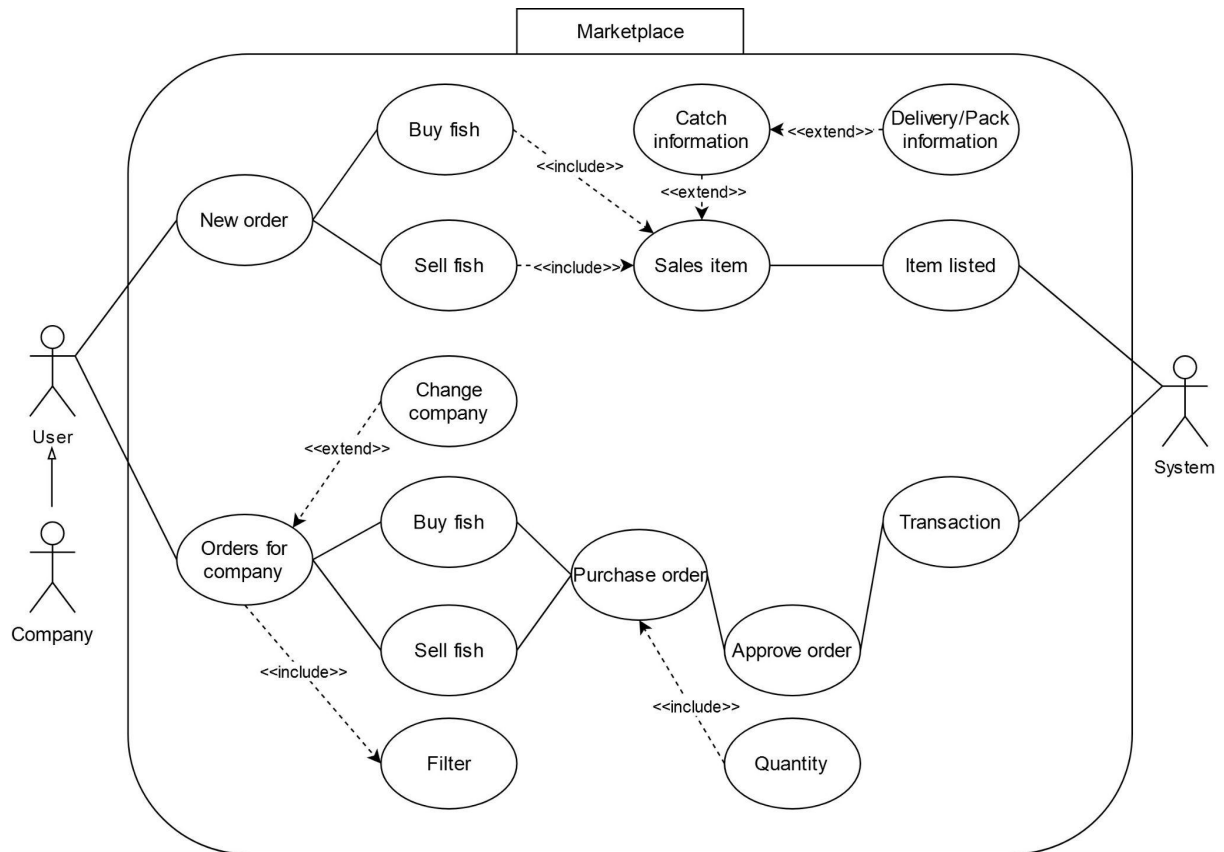 Marketplace
Buy fish
Catch
information
<<extend>>
Delivery/Pack
information
<<include>>
<<extend>>
New order
Sell fish
<<include>>
Sales item
Item listed
Change
company
User
<<extend>>
System
Buy fish
Transaction
Orders for
company
Purchase order
Company
Sell fish
Approve order
<<include>>
<<include>>
Filter
Quantity